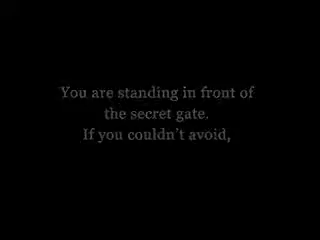 You are standing in front of
the secret gate.
If you couldn't avoid,